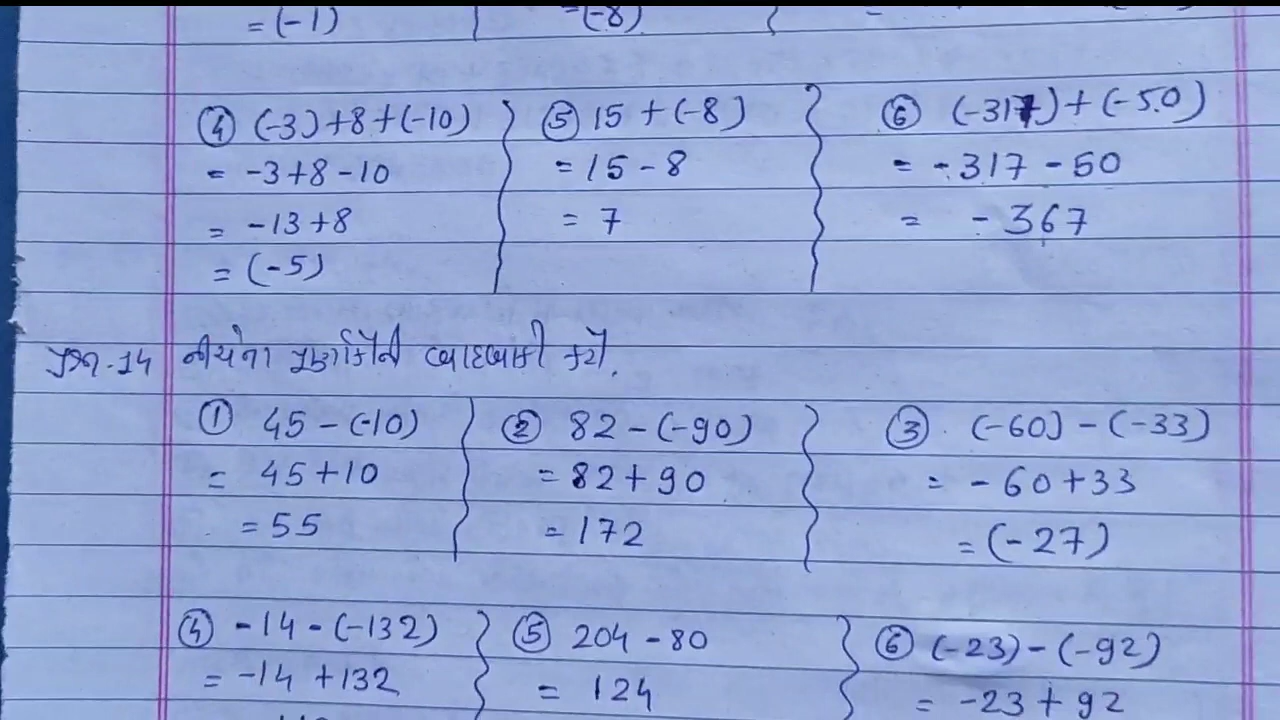 = (-1)
=(-8)
④ (-3)+8+(-10)
= -3+8-10
= -13+8
= (-5)
⑤ 15 + (-8)
= 15 - 8
= 7
⑥ (-317) + (-50)
= -317 - 50
= -367
પ્રશ્ન.14 નીચેના પૂર્ણાંકોની બાદબાકી કરો.
① 45 - (-10)
= 45 + 10
= 55
② 82 - (-90)
= 82 + 90
= 172
③ (-60) - (-33)
= -60 + 33
= (-27)
④ -14 - (-132)
= -14 + 132
⑤ 204 - 80
= 124
⑥ (-23) - (-92)
= -23 + 92